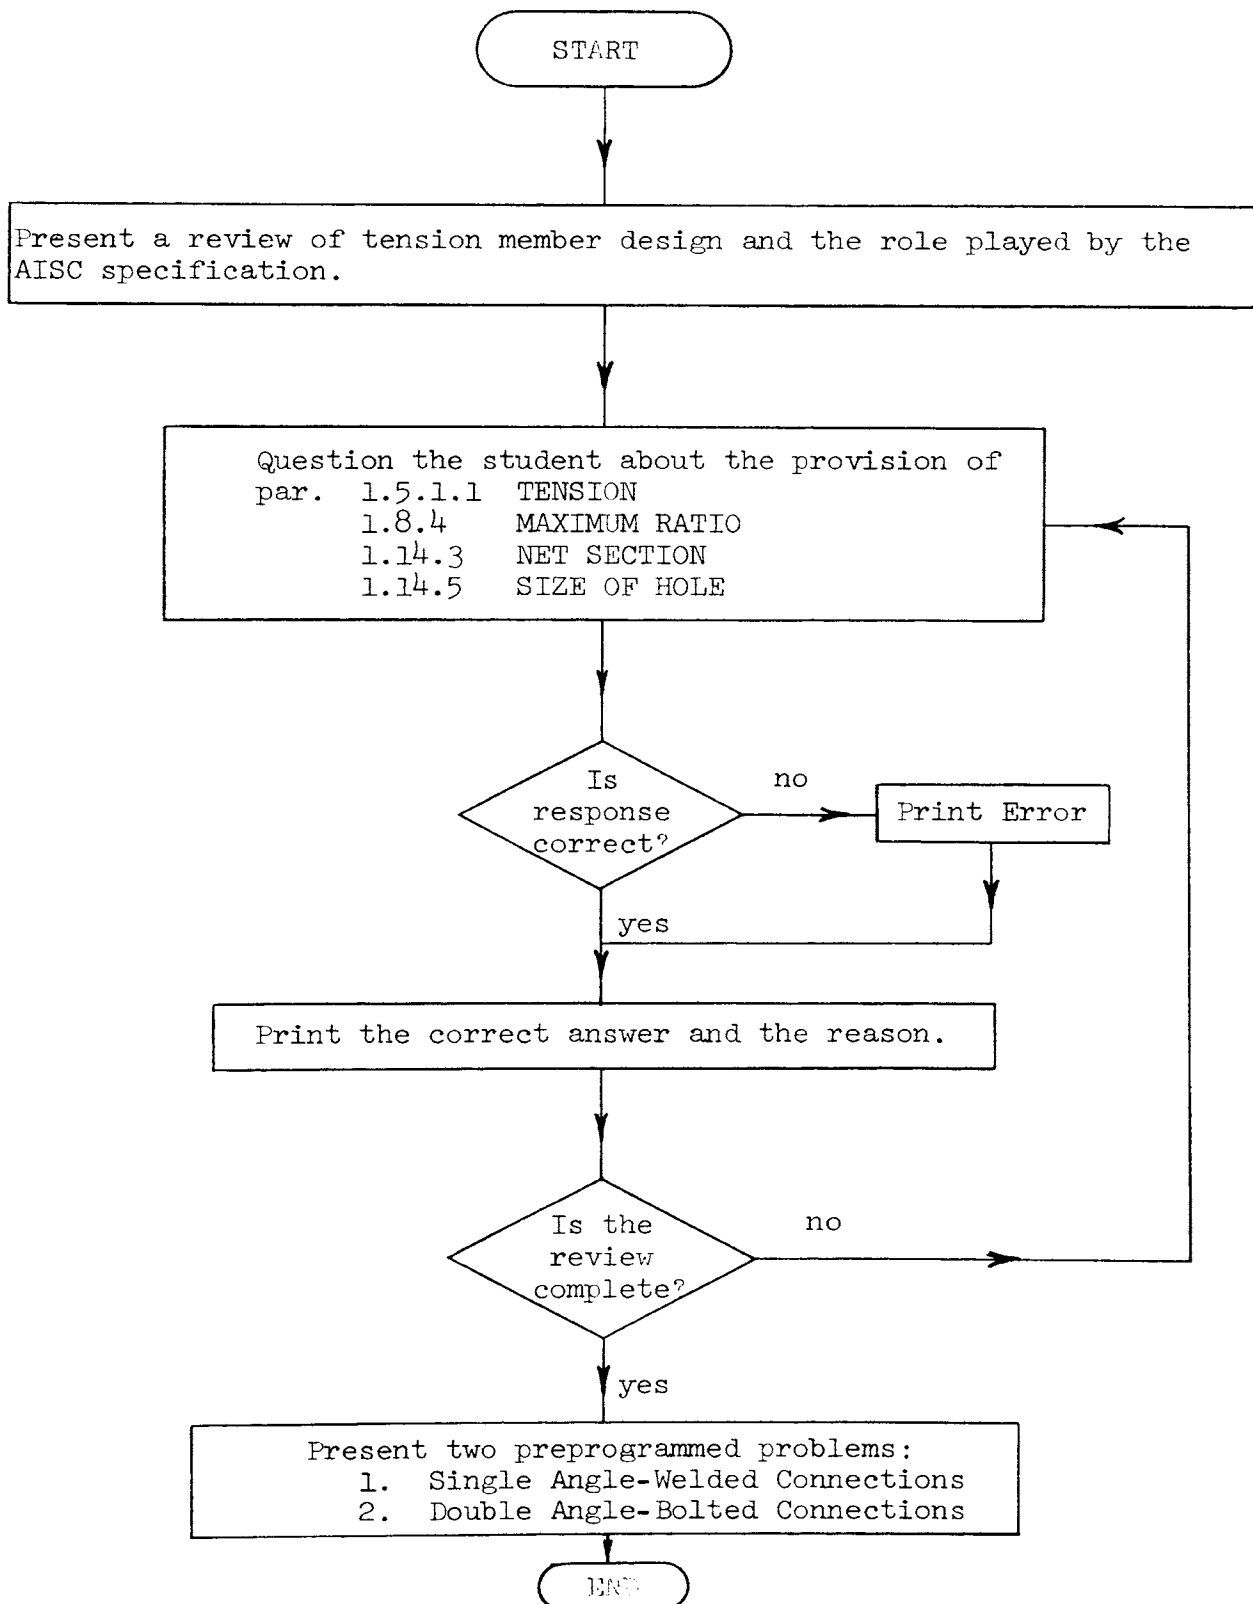 START
Present a review of tension member design and the role played by the
AISC specification.
Question the student about the provision of
par. 1.5.1.1 TENSION
1.8.4 MAXIMUM RATIO
1.14.3 NET SECTION
1.14.5 SIZE OF HOLE
Is
response
correct?
no
Print Error
yes
Print the correct answer and the reason.
Is the
review
complete?
no
yes
Present two preprogrammed problems:
1. Single Angle-Welded Connections
2. Double Angle-Bolted Connections
END